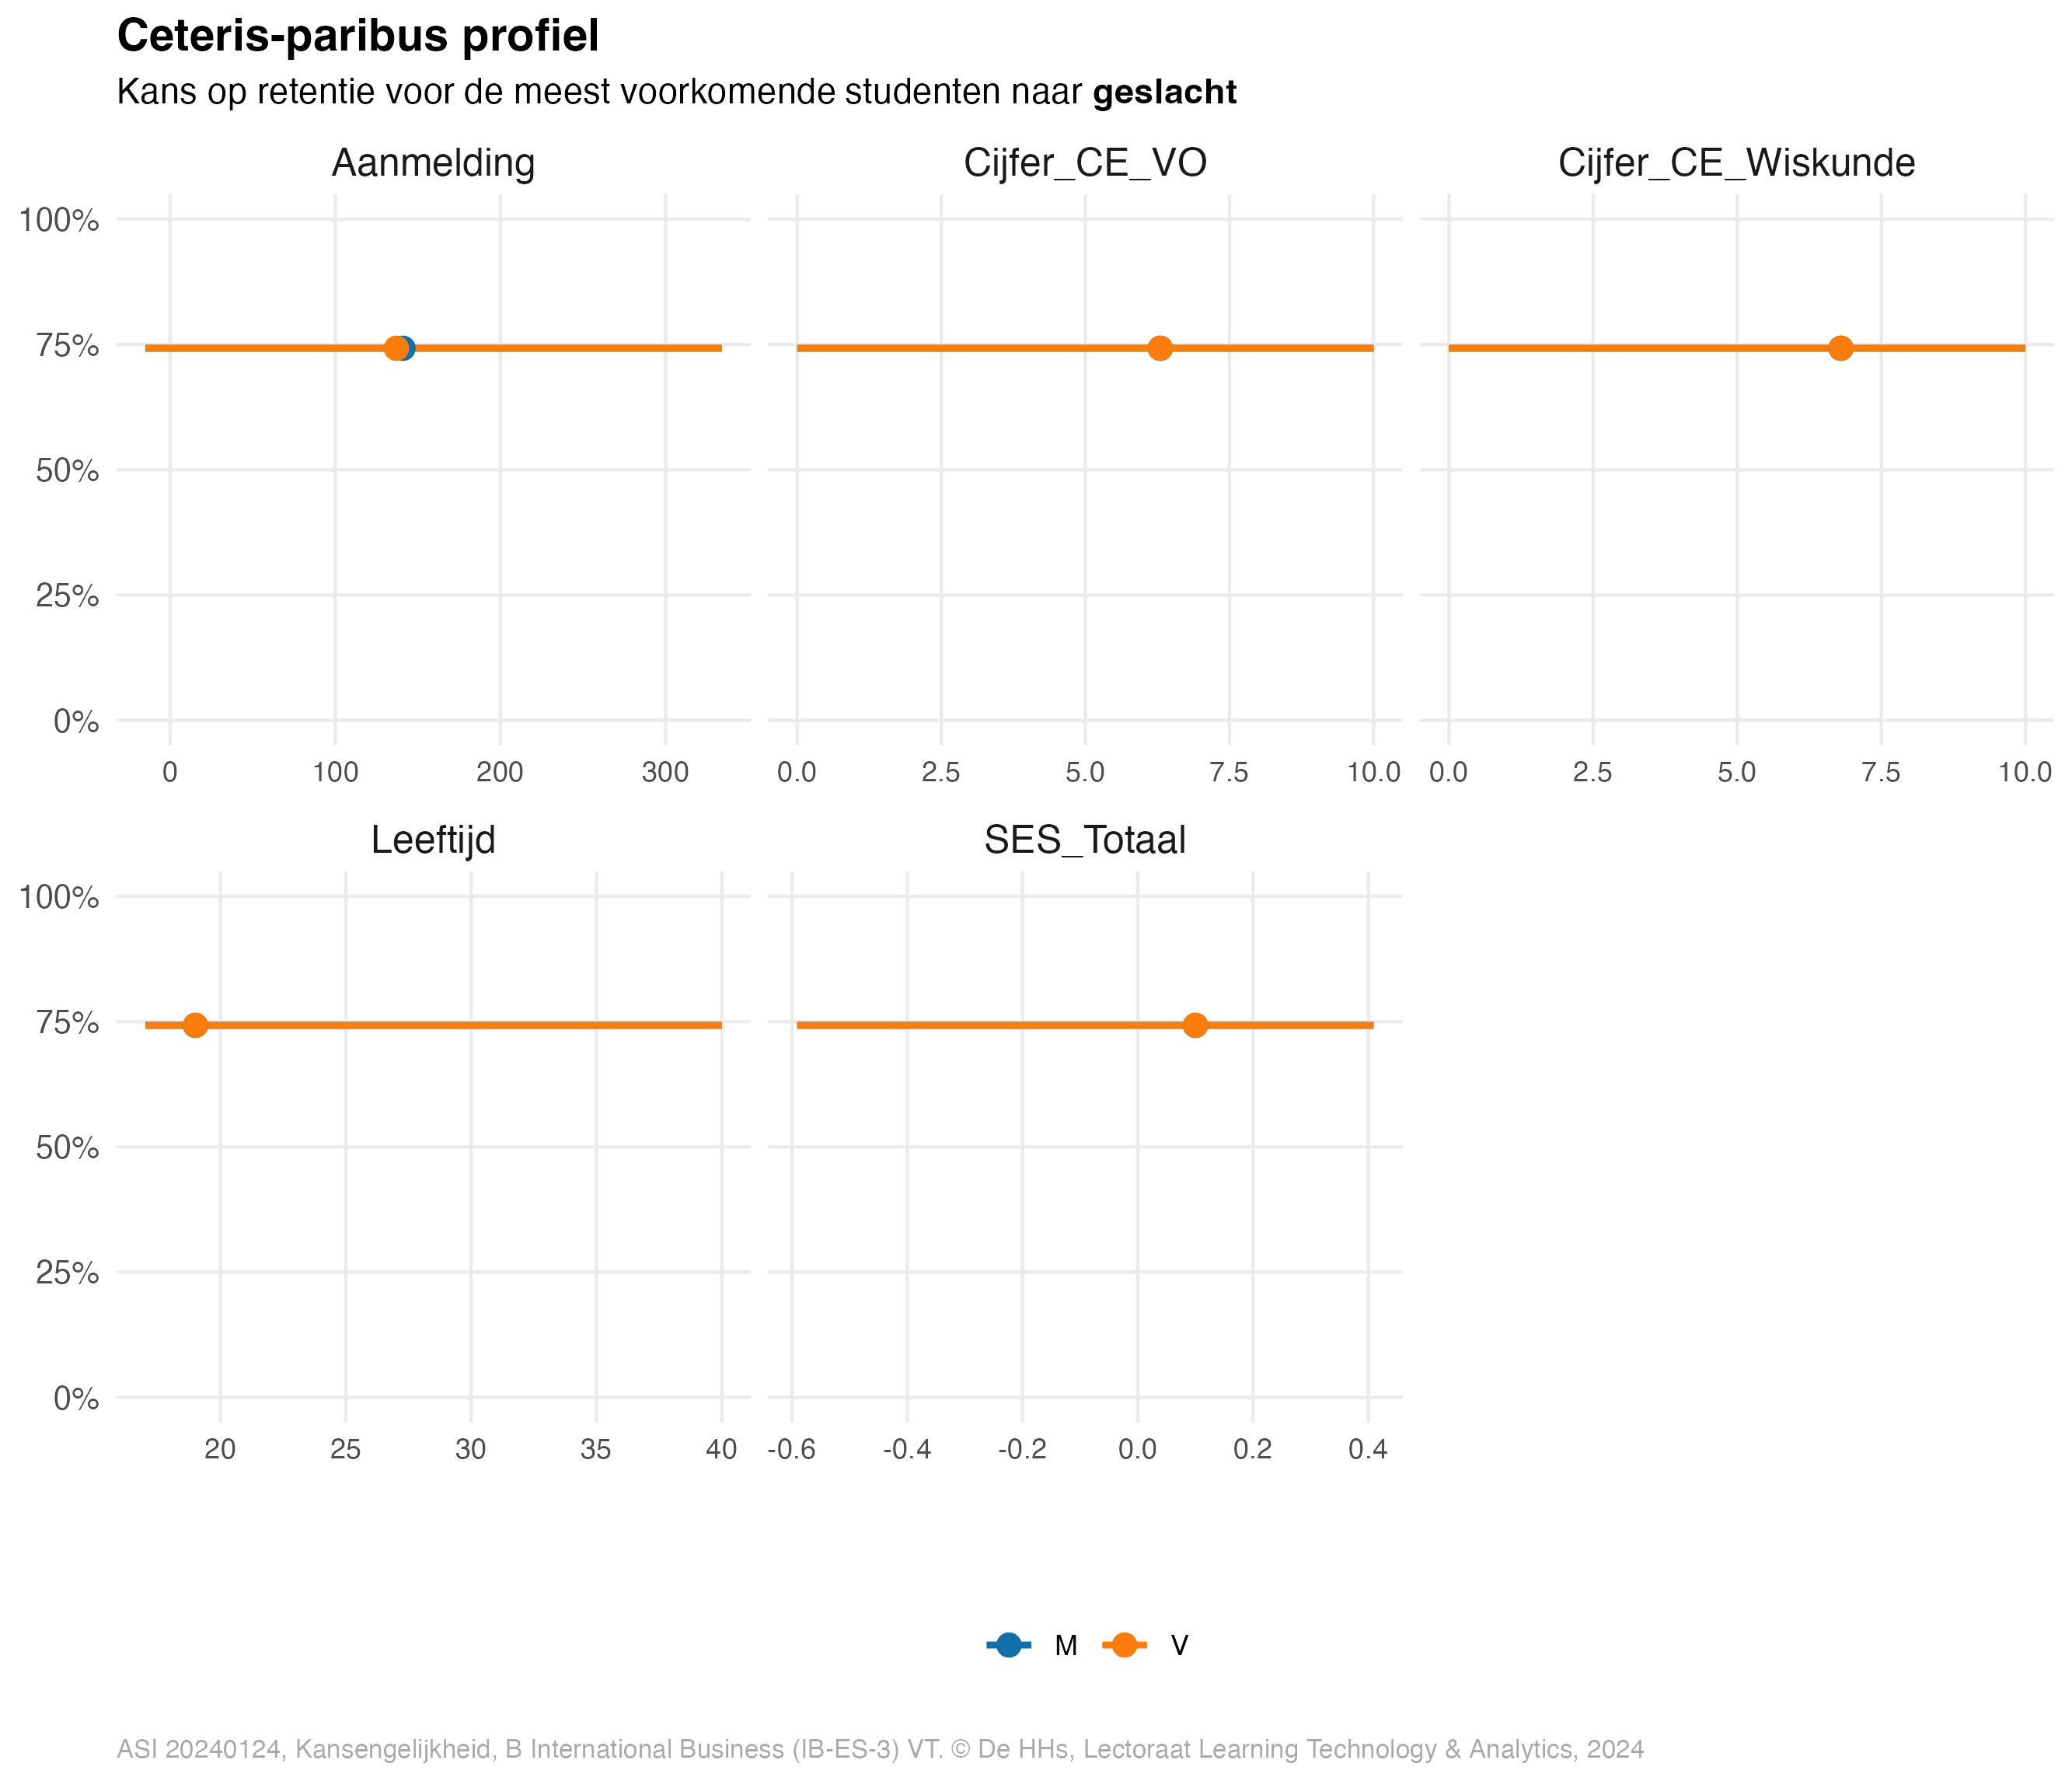 Ceteris-paribus profiel
Kans op retentie voor de meest voorkomende studenten naar geslacht
Aanmelding Cijfer_CE_VO Cijfer_CE_Wiskunde
100%
75%
50%
25%
0%
0 100 200 300 0.0 2.5 5.0 7.5 10.0 0.0 2.5 5.0 7.5 10.0
Leeftijd SES_Totaal
100%
75%
50%
25%
0%
20 25 30 35 40 -0.6 -0.4 -0.2 0.0 0.2 0.4
M V
ASI 20240124, Kansengelijkheid, B International Business (IB-ES-3) VT. © De HHs, Lectoraat Learning Technology & Analytics, 2024